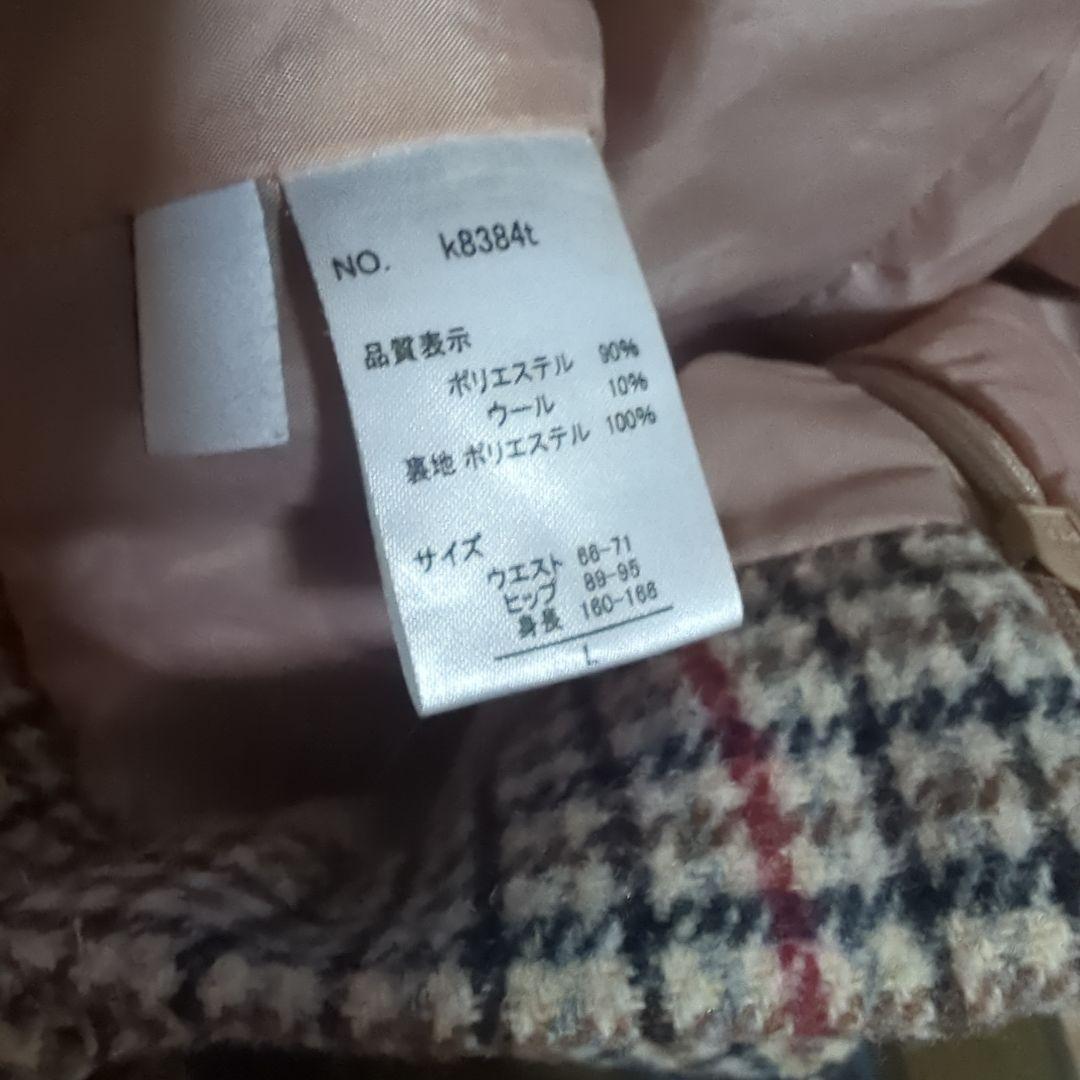 NO. k8384t
品質表示
ポリエステル 90%
ウール 10%
裏地 ポリエステル 100%
サイズ
ウエスト 66-71
ヒップ 89-95
身長 160-168
L